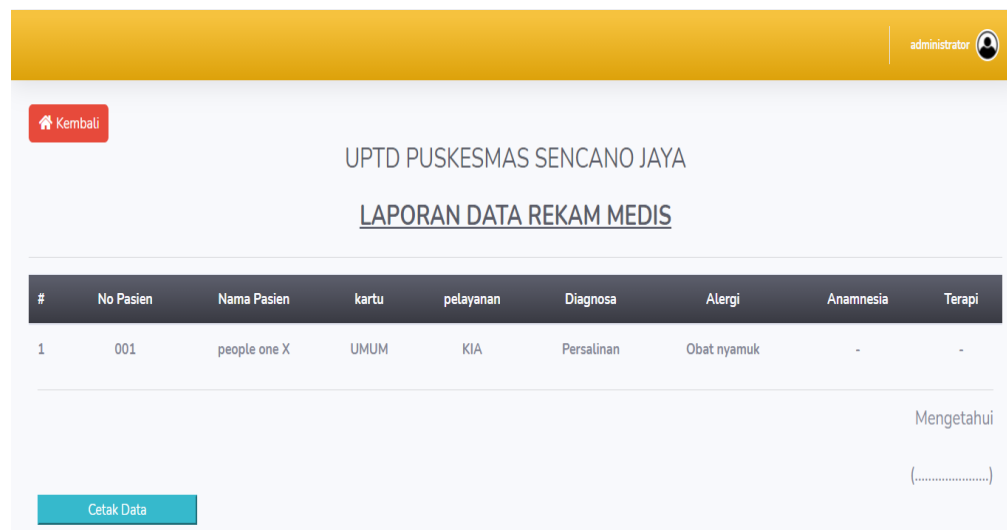 administrator
Kembali
UPTD PUSKESMAS SENCANO JAYA
LAPORAN DATA REKAM MEDIS
# No Pasien Nama Pasien kartu pelayanan Diagnosa Alergi Anamnesia Terapi
1 001 people one X UMUM KIA Persalinan Obat nyamuk - -
Mengetahui
(......................)
Cetak Data